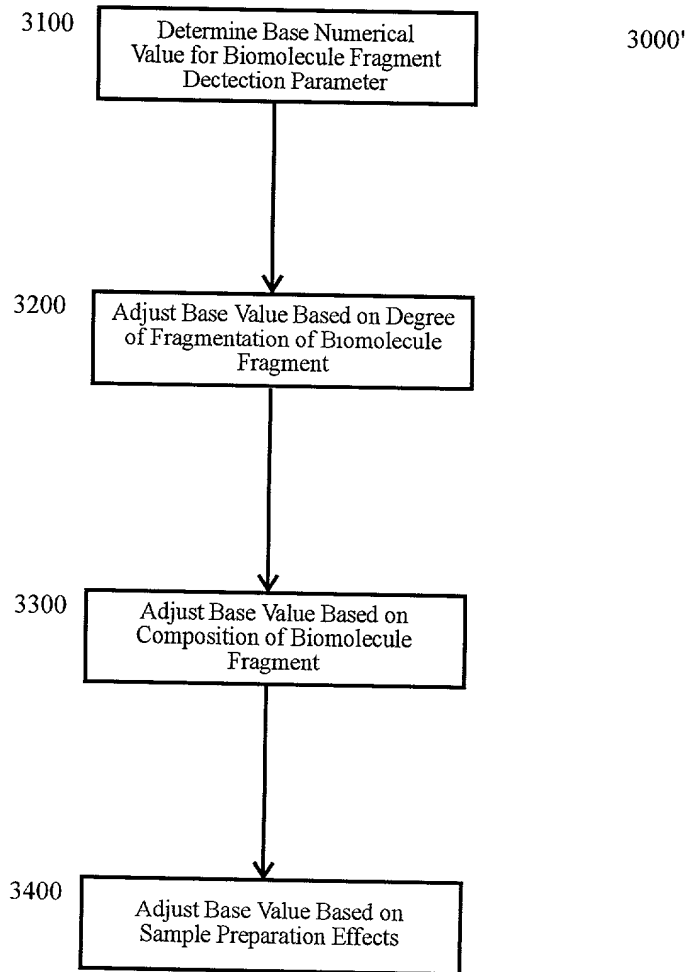 3100
Determine Base Numerical
Value for Biomolecule Fragment
Dectection Parameter
3000'
3200
Adjust Base Value Based on Degree
of Fragmentation of Biomolecule
Fragment
3300
Adjust Base Value Based on
Composition of Biomolecule
Fragment
3400
Adjust Base Value Based on
Sample Preparation Effects